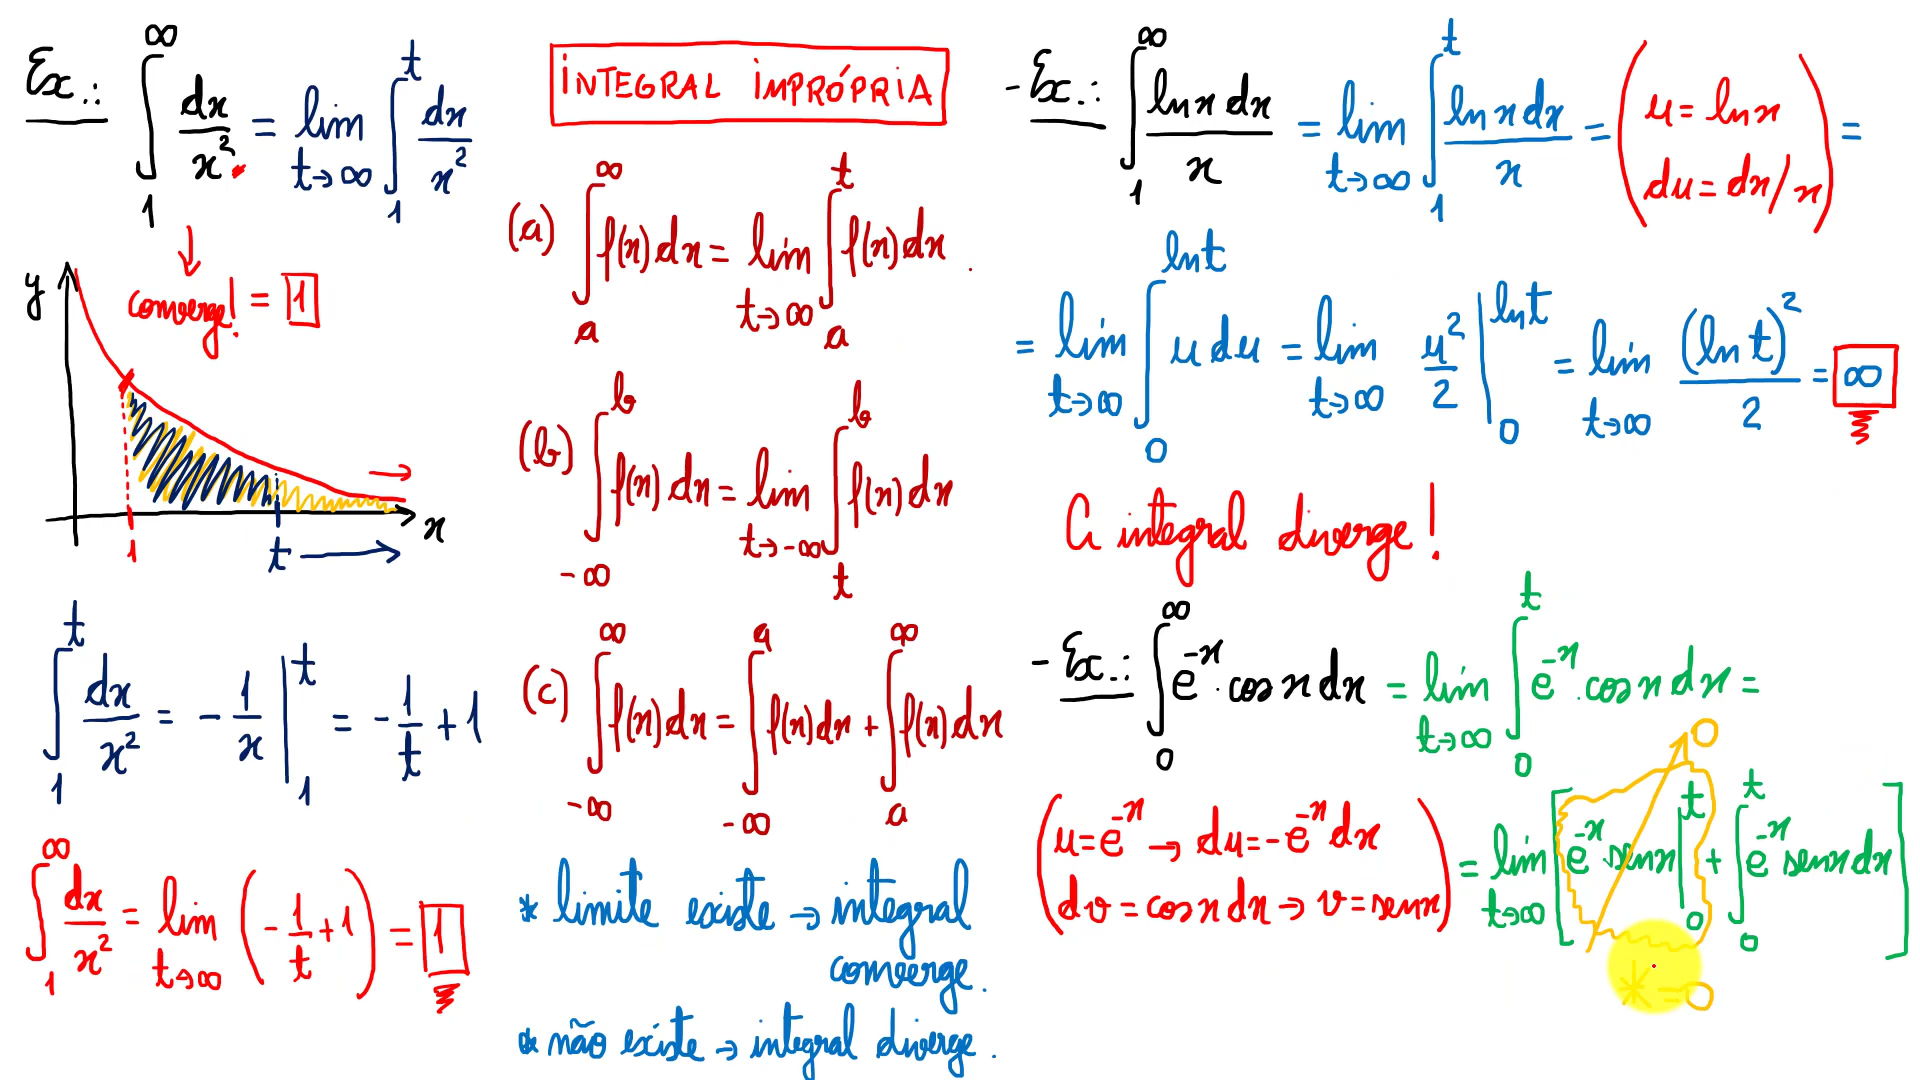 Ex.: ∫₁^∞ dx/x² = lim t→∞ ∫₁^t dx/x²
converge! = 1
y
1
t
x
∫₁^t dx/x² = -1/x |₁^t = -1/t + 1
∫₁^∞ dx/x² = lim t→∞ (-1/t + 1) = 1
INTEGRAL IMPRÓPRIA
(a) ∫ₐ^∞ f(x)dx = lim t→∞ ∫ₐ^t f(x)dx.
(b) ∫_{-∞}^b f(x)dx = lim t→-∞ ∫_t^b f(x)dx
(c) ∫_{-∞}^∞ f(x)dx = ∫_{-∞}^a f(x)dx + ∫ₐ^∞ f(x)dx
* limite existe → integral
converge.
* não existe → integral diverge.
- Ex.: ∫₁^∞ ln x dx/x = lim t→∞ ∫₁^t ln x dx/x = (u = ln x
du = dx/x) =
= lim t→∞ ∫₀^{ln t} u du = lim t→∞ u²/2 |₀^{ln t} = lim t→∞ (ln t)²/2 = ∞
A integral diverge!
- Ex.: ∫₀^∞ e^{-x}.cos x dx = lim t→∞ ∫₀^t e^{-x}.cos x dx =
(u = e^{-x} → du = -e^{-x} dx
dv = cos x dx → v = sen x)
= lim t→∞ [e^{-x}.sen x |₀^t + ∫₀^t e^{-x} sen x dx]
0
* = 0